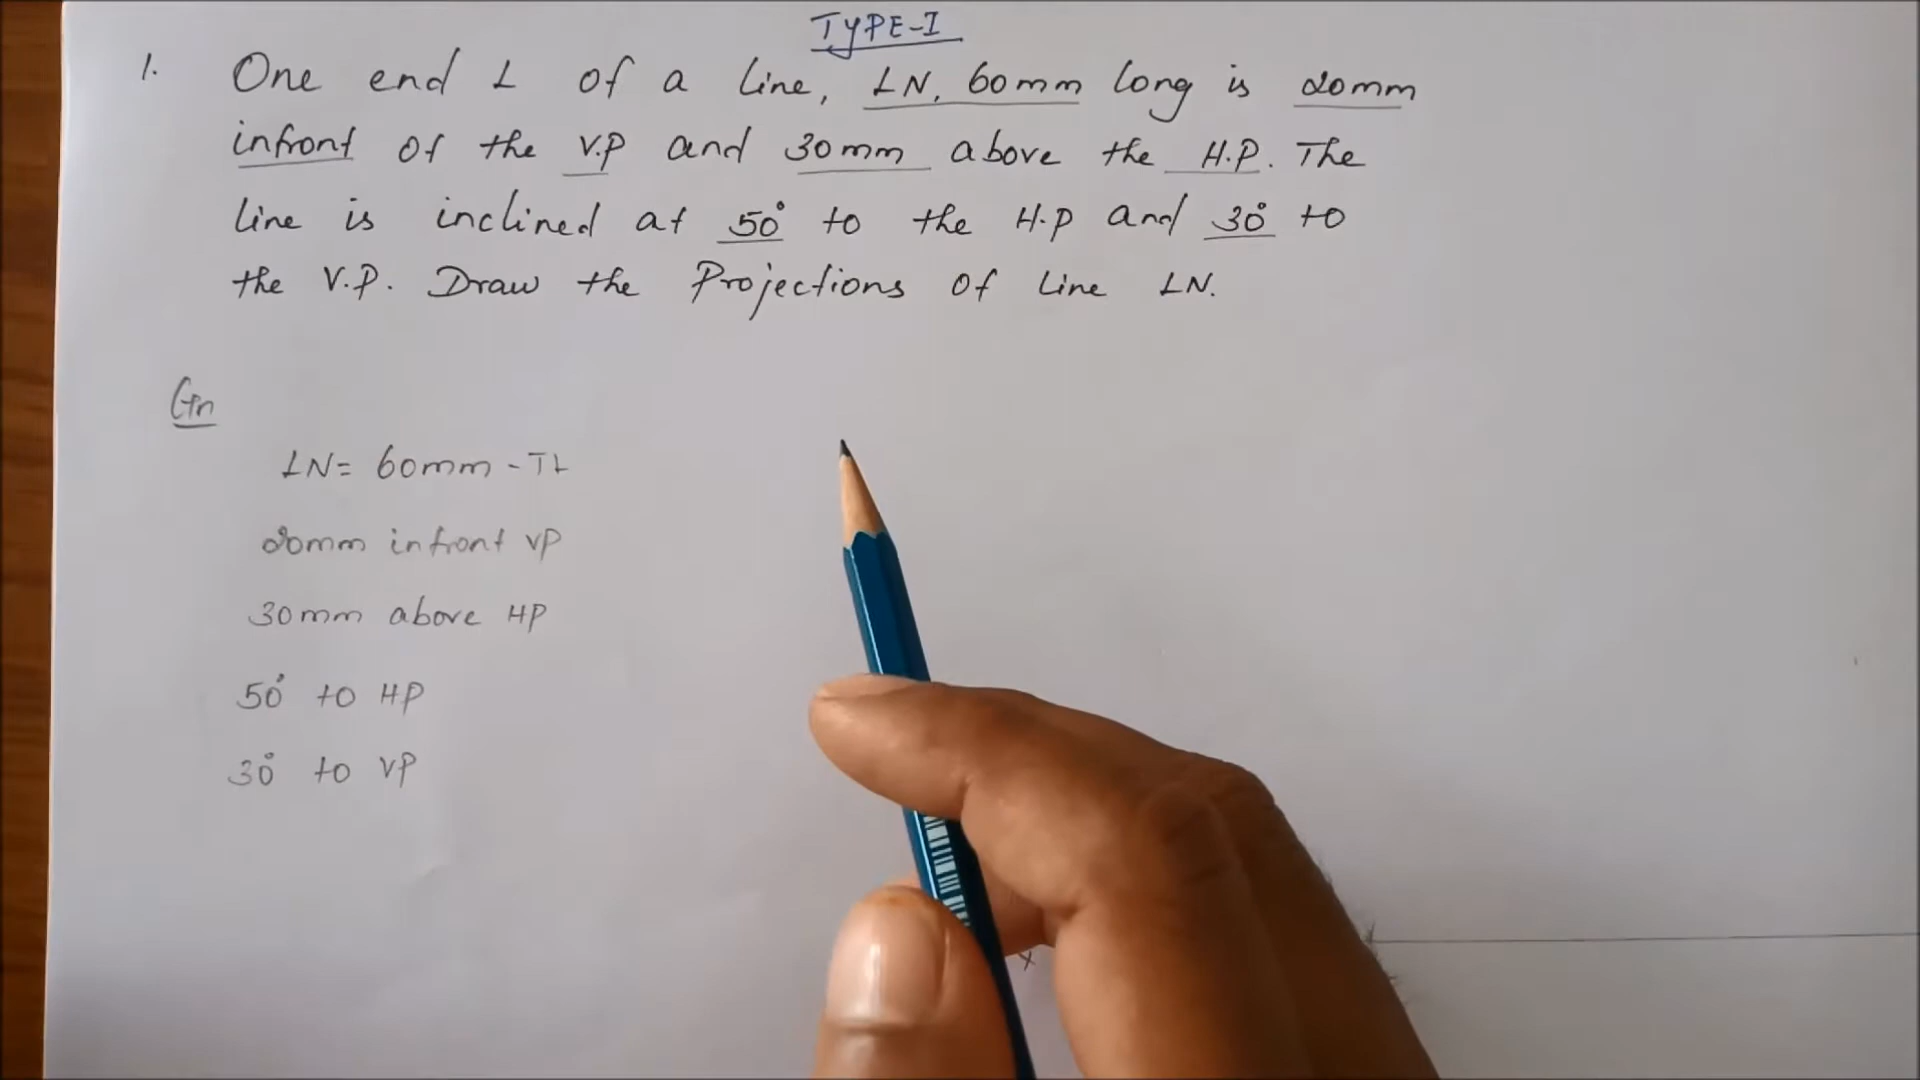 TYPE-I
1. One end L of a line, LN, 60mm long is 20mm
infront of the V.P and 30mm above the H.P. The
line is inclined at 50° to the H.P and 30° to
the V.P. Draw the Projections of line LN.
Gn
LN= 60mm - TL
20mm infront VP
30mm above HP
50° to HP
30° to VP
x